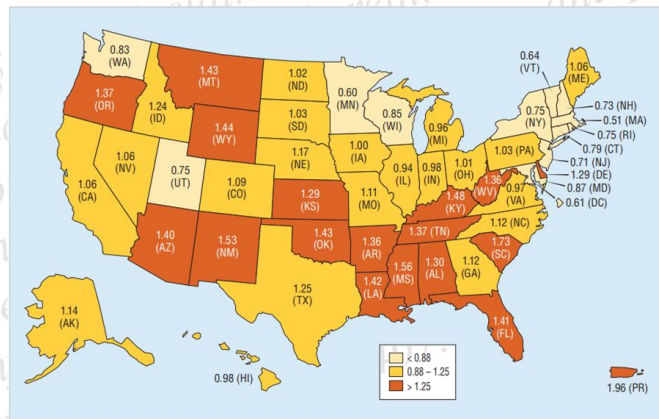 0.83
(WA)
1.37
(OR)
1.06
(CA)
1.06
(NV)
1.24
(ID)
1.43
(MT)
1.44
(WY)
0.75
(UT)
1.09
(CO)
1.40
(AZ)
1.53
(NM)
1.02
(ND)
1.03
(SD)
1.17
(NE)
1.29
(KS)
1.43
(OK)
1.25
(TX)
0.60
(MN)
1.00
(IA)
1.11
(MO)
1.36
(AR)
1.42
(LA)
0.85
(WI)
0.94
(IL)
0.96
(MI)
0.98
(IN)
1.01
(OH)
1.48
(KY)
1.37 (TN)
1.56
(MS)
1.30
(AL)
1.12
(GA)
1.41
(FL)
1.73
(SC)
1.12 (NC)
0.97
(VA)
1.36
(WV)
1.03 (PA)
0.75
(NY)
0.64
(VT)
1.06
(ME)
0.73 (NH)
0.51 (MA)
0.75 (RI)
0.79 (CT)
0.71 (NJ)
1.29 (DE)
0.87 (MD)
0.61 (DC)
1.14
(AK)
0.98 (HI)
1.96 (PR)
< 0.88
0.88 – 1.25
> 1.25